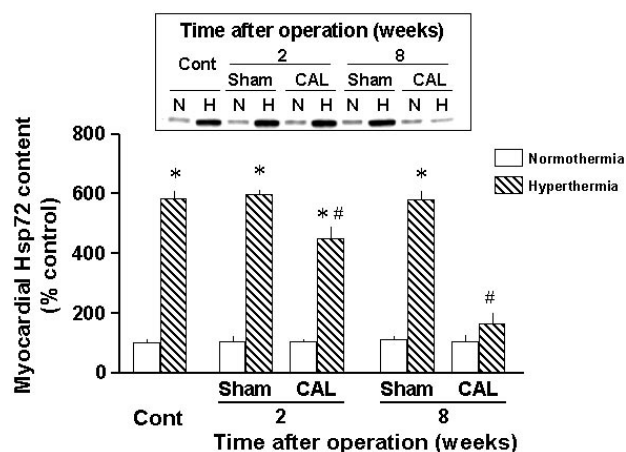 Time after operation (weeks)
Cont 2 8
Sham CAL Sham CAL
N H N H N H N H N H
800
600
400
200
0
Myocardial Hsp72 content
(% control)
* * * # * #
Normothermia
Hyperthermia
Sham CAL Sham CAL
Cont 2 8
Time after operation (weeks)